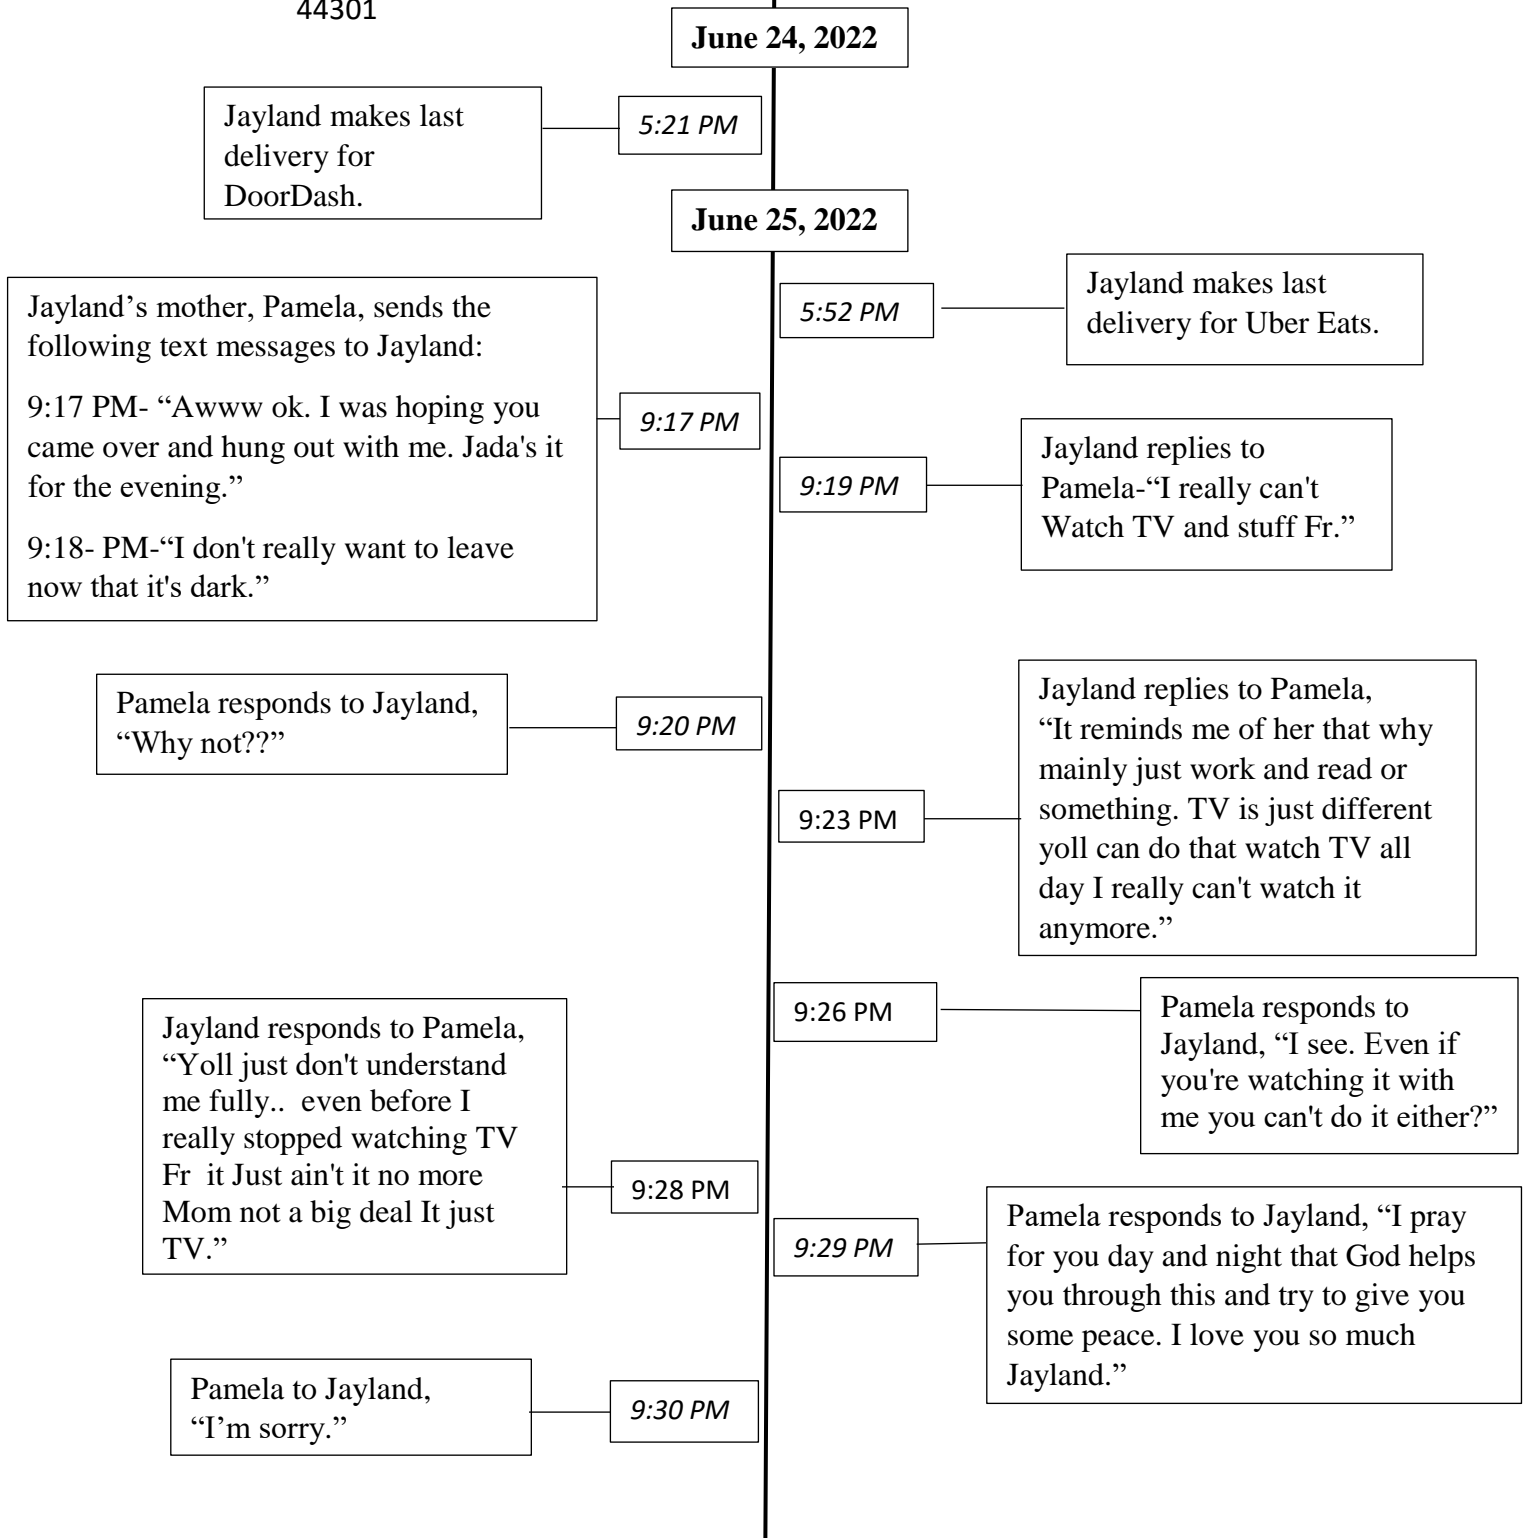 44301
June 24, 2022
Jayland makes last
delivery for
DoorDash.
5:21 PM
June 25, 2022
5:52 PM
Jayland makes last
delivery for Uber Eats.
Jayland’s mother, Pamela, sends the
following text messages to Jayland:
9:17 PM- “Awww ok. I was hoping you
came over and hung out with me. Jada's it
for the evening.”
9:18- PM-“I don't really want to leave
now that it's dark.”
9:17 PM
9:19 PM
Jayland replies to
Pamela-“I really can't
Watch TV and stuff Fr.”
Pamela responds to Jayland,
“Why not??”
9:20 PM
9:23 PM
Jayland replies to Pamela,
“It reminds me of her that why
mainly just work and read or
something. TV is just different
yoll can do that watch TV all
day I really can't watch it
anymore.”
9:26 PM
Pamela responds to
Jayland, “I see. Even if
you're watching it with
me you can't do it either?”
Jayland responds to Pamela,
“Yoll just don't understand
me fully.. even before I
really stopped watching TV
Fr it Just ain't it no more
Mom not a big deal It just
TV.”
9:28 PM
9:29 PM
Pamela responds to Jayland, “I pray
for you day and night that God helps
you through this and try to give you
some peace. I love you so much
Jayland.”
Pamela to Jayland,
“I’m sorry.”
9:30 PM